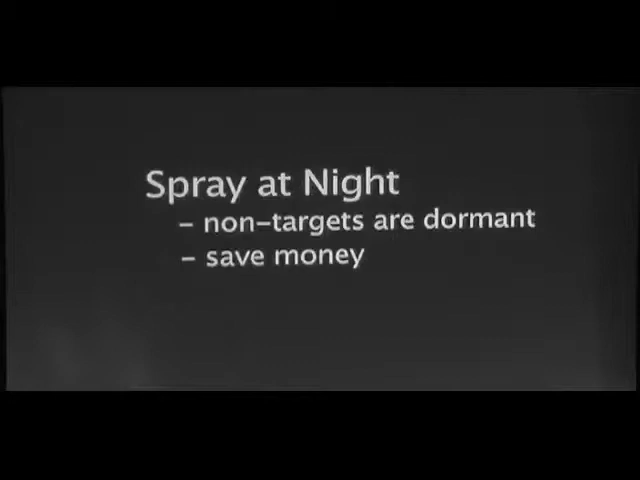 Spray at Night
– non-targets are dormant
– save money